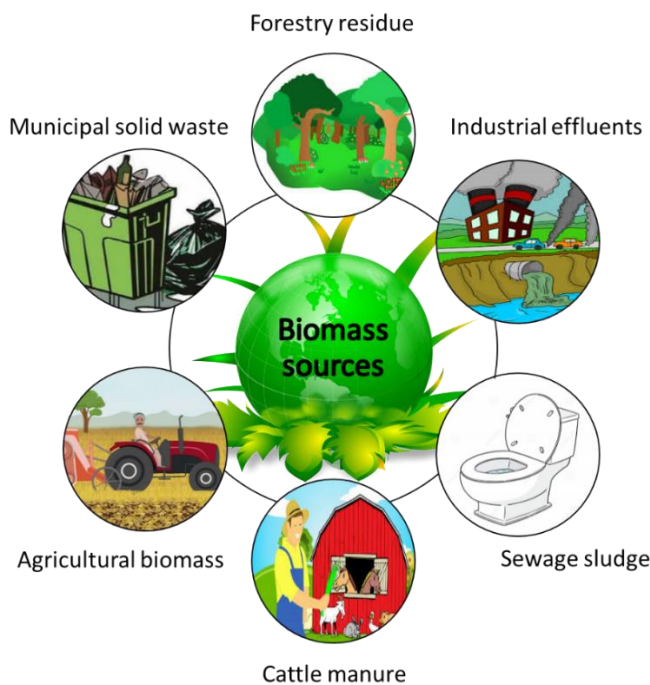 Forestry residue
Municipal solid waste
Industrial effluents
Biomass
sources
Agricultural biomass
Sewage sludge
Cattle manure